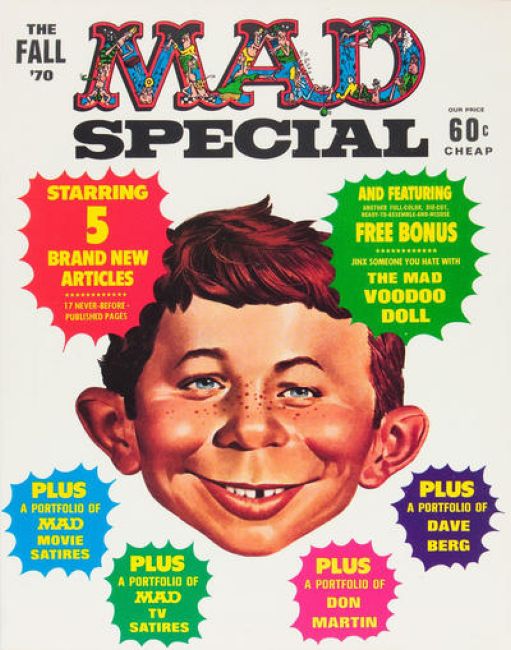 THE
FALL
'70
MAD
SPECIAL
OUR PRICE
60c
CHEAP
STARRING
5
BRAND NEW
ARTICLES
17 NEVER-BEFORE-
PUBLISHED PAGES
AND FEATURING
ANOTHER FULL-COLOR, DIE-CUT,
READY-TO-ASSEMBLE-AND-MISUSE
FREE BONUS
JINX SOMEONE YOU HATE WITH
THE MAD
VOODOO
DOLL
PLUS
A PORTFOLIO OF
MAD
MOVIE
SATIRES
PLUS
A PORTFOLIO OF
MAD
TV
SATIRES
PLUS
A PORTFOLIO OF
DON
MARTIN
PLUS
A PORTFOLIO OF
DAVE
BERG